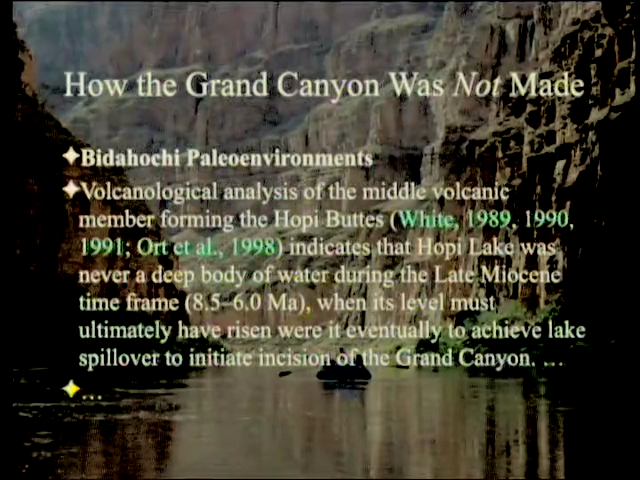 How the Grand Canyon Was Not Made
✦Bidahochi Paleoenvironments
✦Volcanological analysis of the middle volcanic
member forming the Hopi Buttes (White, 1989, 1990,
1991; Ort et al., 1998) indicates that Hopi Lake was
never a deep body of water during the Late Miocene
time frame (8.5–6.0 Ma), when its level must
ultimately have risen were it eventually to achieve lake
spillover to initiate incision of the Grand Canyon. …
✦…